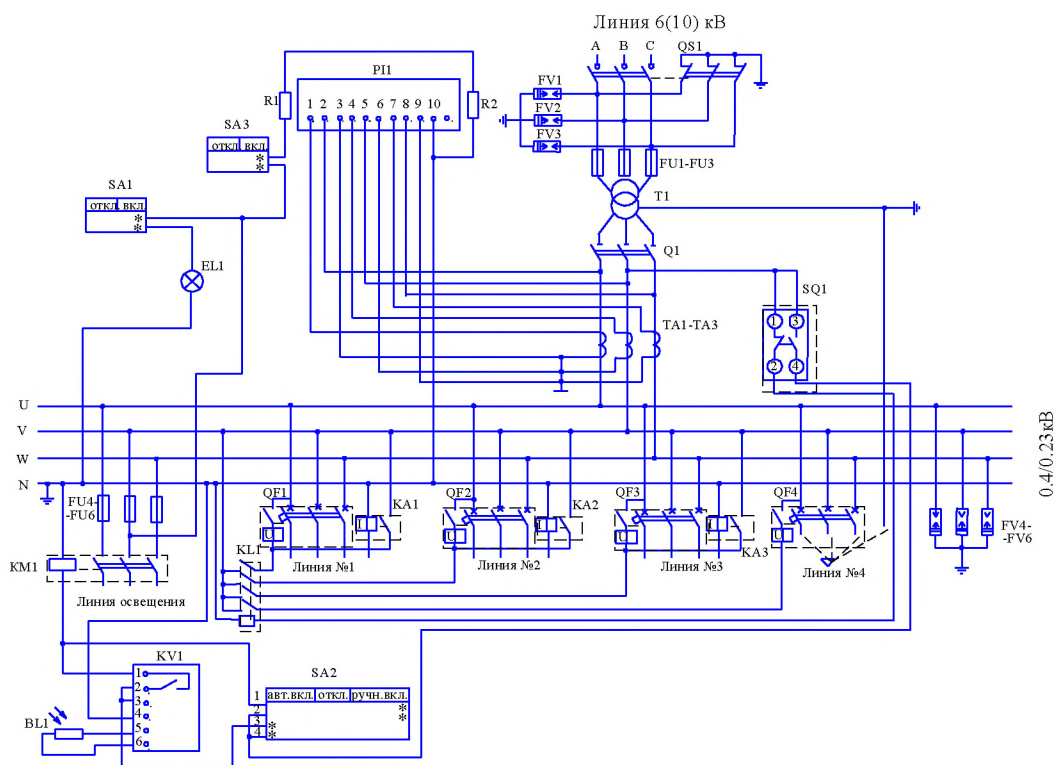 Линия 6(10) кВ
A B C QS1
PI1
FV1
R1
1 2 3 4 5 6 7 8 9 10
R2
FV2
SA3
FV3
откл. вкл.
* *
FU1-FU3
SA1
T1
откл. вкл.
* *
Q1
EL1
SQ1
1 3
TA1-TA3
2 4
U
V
W
N
0.4/0.23кВ
FU4-
-FU6
QF1
KA1
QF2
KA2
QF3
QF4
I
I
I
U
U
U
U
FV4-
-FV6
KA3
KL1
KM1
Линия №1
Линия №2
Линия №3
Линия №4
Линия освещения
KV1
SA2
1
2
3
4
5
6
1
2
3
4
авт.вкл. откл. ручн.вкл.
* *
* *
BL1